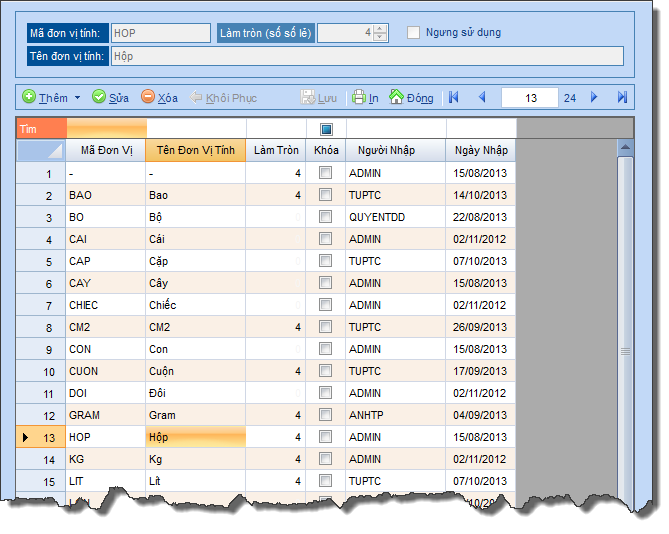 Mã đơn vị tính: HOP Làm tròn (số số lẻ) 4 Ngưng sử dụng
Tên đơn vị tính: Hộp
Thêm Sửa Xóa Khôi Phục Lưu In Đóng 13 24
Tìm
Mã Đơn Vị Tên Đơn Vị Tính Làm Tròn Khóa Người Nhập Ngày Nhập
1 - - 4 ADMIN 15/08/2013
2 BAO Bao 4 TUPTC 14/10/2013
3 BO Bộ 0 QUYENTDD 22/08/2013
4 CAI Cái 0 ADMIN 02/11/2012
5 CAP Cặp 0 TUPTC 07/10/2013
6 CAY Cây 0 ADMIN 15/08/2013
7 CHIEC Chiếc 0 ADMIN 02/11/2012
8 CM2 CM2 4 TUPTC 26/09/2013
9 CON Con 0 ADMIN 15/08/2013
10 CUON Cuộn 4 TUPTC 17/09/2013
11 DOI Đôi 0 ADMIN 02/11/2012
12 GRAM Gram 4 ANHTP 04/09/2013
13 HOP Hộp 4 ADMIN 15/08/2013
14 KG Kg 4 ADMIN 02/11/2012
15 LIT Lít 4 TUPTC 07/10/2013